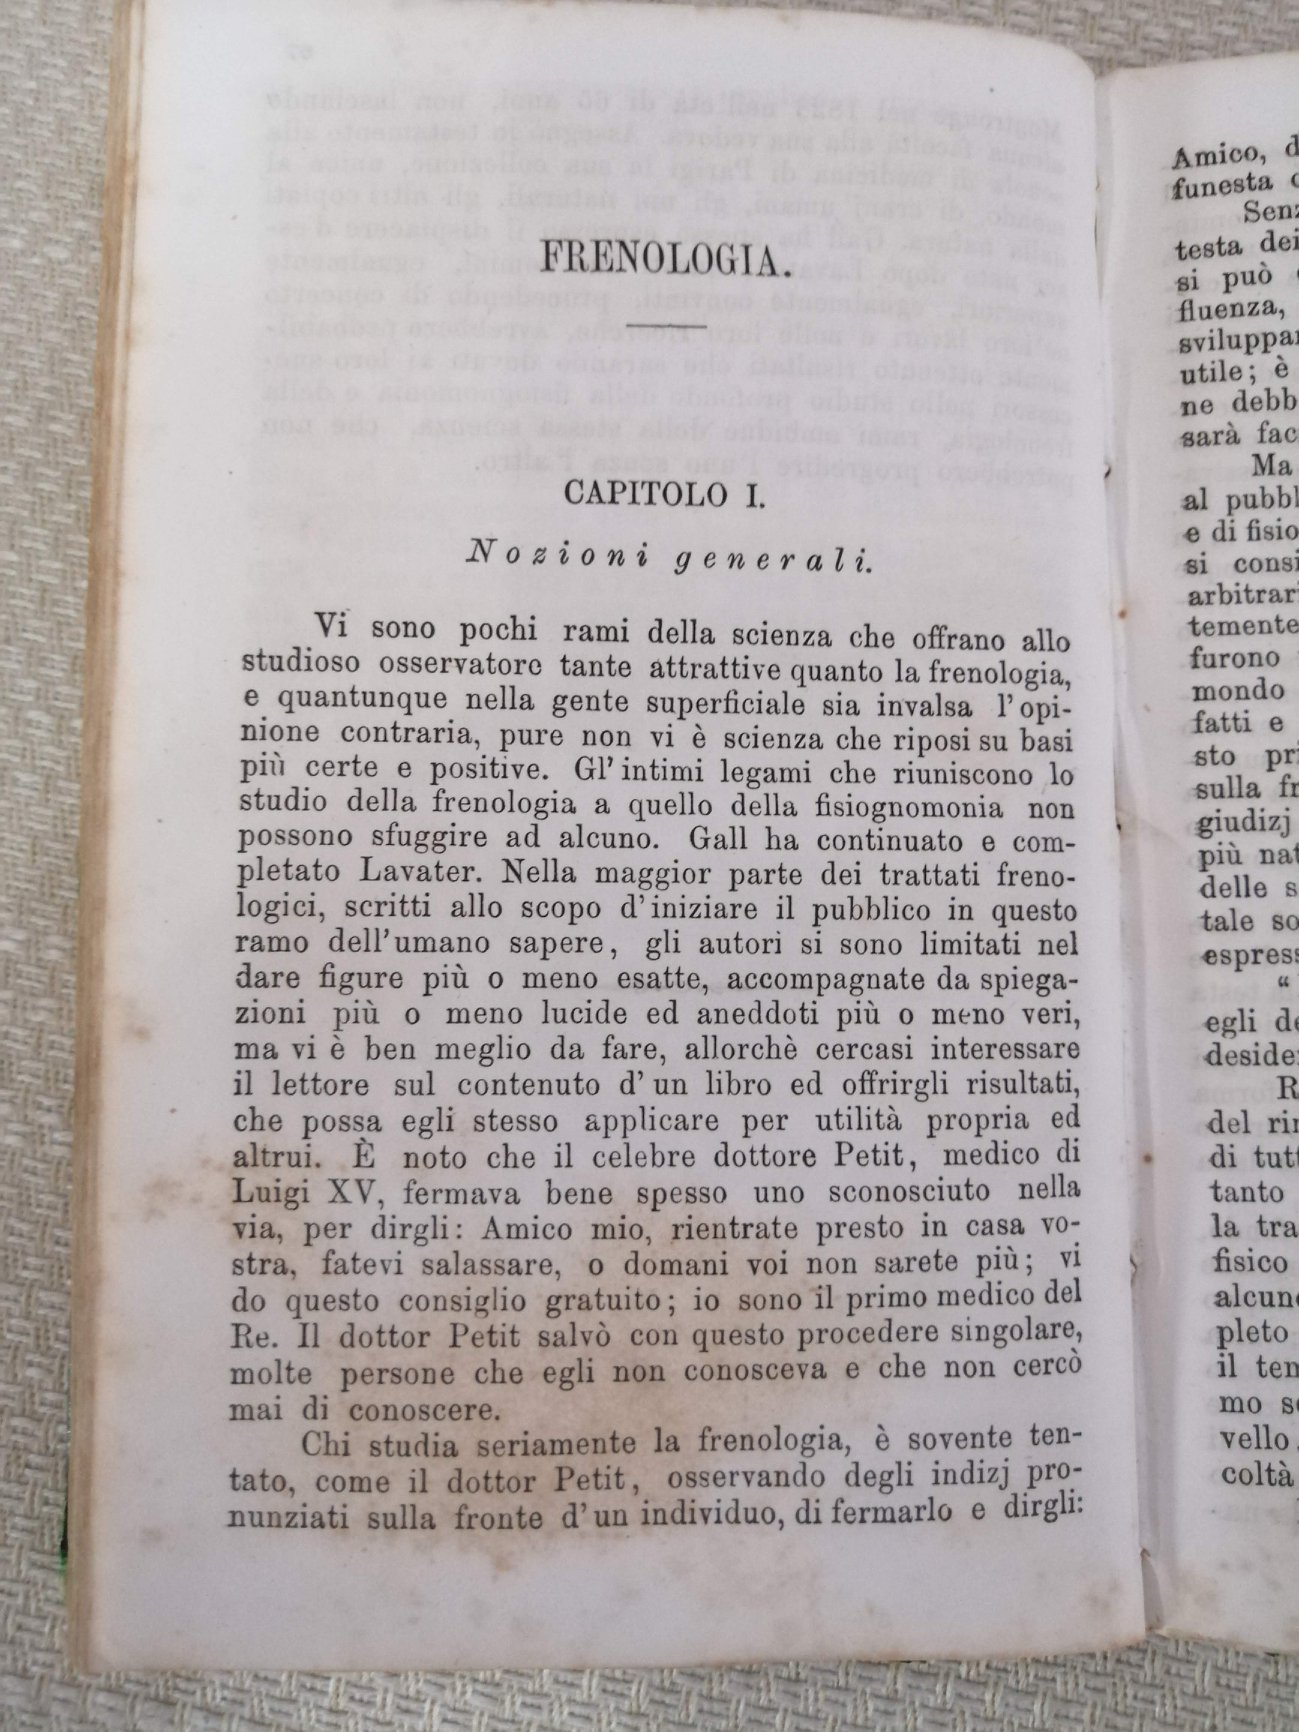 FRENOLOGIA.
CAPITOLO I.
Nozioni generali.
Vi sono pochi rami della scienza che offrano allo
studioso osservatore tante attrattive quanto la frenologia,
e quantunque nella gente superficiale sia invalsa l'opi-
nione contraria, pure non vi è scienza che riposi su basi
più certe e positive. Gl'intimi legami che riuniscono lo
studio della frenologia a quello della fisiognomonia non
possono sfuggire ad alcuno. Gall ha continuato e com-
pletato Lavater. Nella maggior parte dei trattati freno-
logici, scritti allo scopo d'iniziare il pubblico in questo
ramo dell'umano sapere, gli autori si sono limitati nel
dare figure più o meno esatte, accompagnate da spiega-
zioni più o meno lucide ed aneddoti più o meno veri,
ma vi è ben meglio da fare, allorchè cercasi interessare
il lettore sul contenuto d'un libro ed offrirgli risultati,
che possa egli stesso applicare per utilità propria ed
altrui. È noto che il celebre dottore Petit, medico di
Luigi XV, fermava bene spesso uno sconosciuto nella
via, per dirgli: Amico mio, rientrate presto in casa vo-
stra, fatevi salassare, o domani voi non sarete più; vi
do questo consiglio gratuito; io sono il primo medico del
Re. Il dottor Petit salvò con questo procedere singolare,
molte persone che egli non conosceva e che non cercò
mai di conoscere.
Chi studia seriamente la frenologia, è sovente ten-
tato, come il dottor Petit, osservando degli indizj pro-
nunziati sulla fronte d'un individuo, di fermarlo e dirgli:
Amico, d
funesta
Senz
testa dei
si può
fluenza,
sviluppar
utile; è
ne debb
sarà fac
Ma
al pubbl
e di fisio
si consi
arbitrari
temente
furono
mondo
fatti e
sto pri
sulla fr
giudizj
più nat
delle s
tale so
espress
"
egli de
deside
R
del rin
di tutt
tanto
la tra
fisico
alcun
pleto
il tem
mo s
vello
coltà